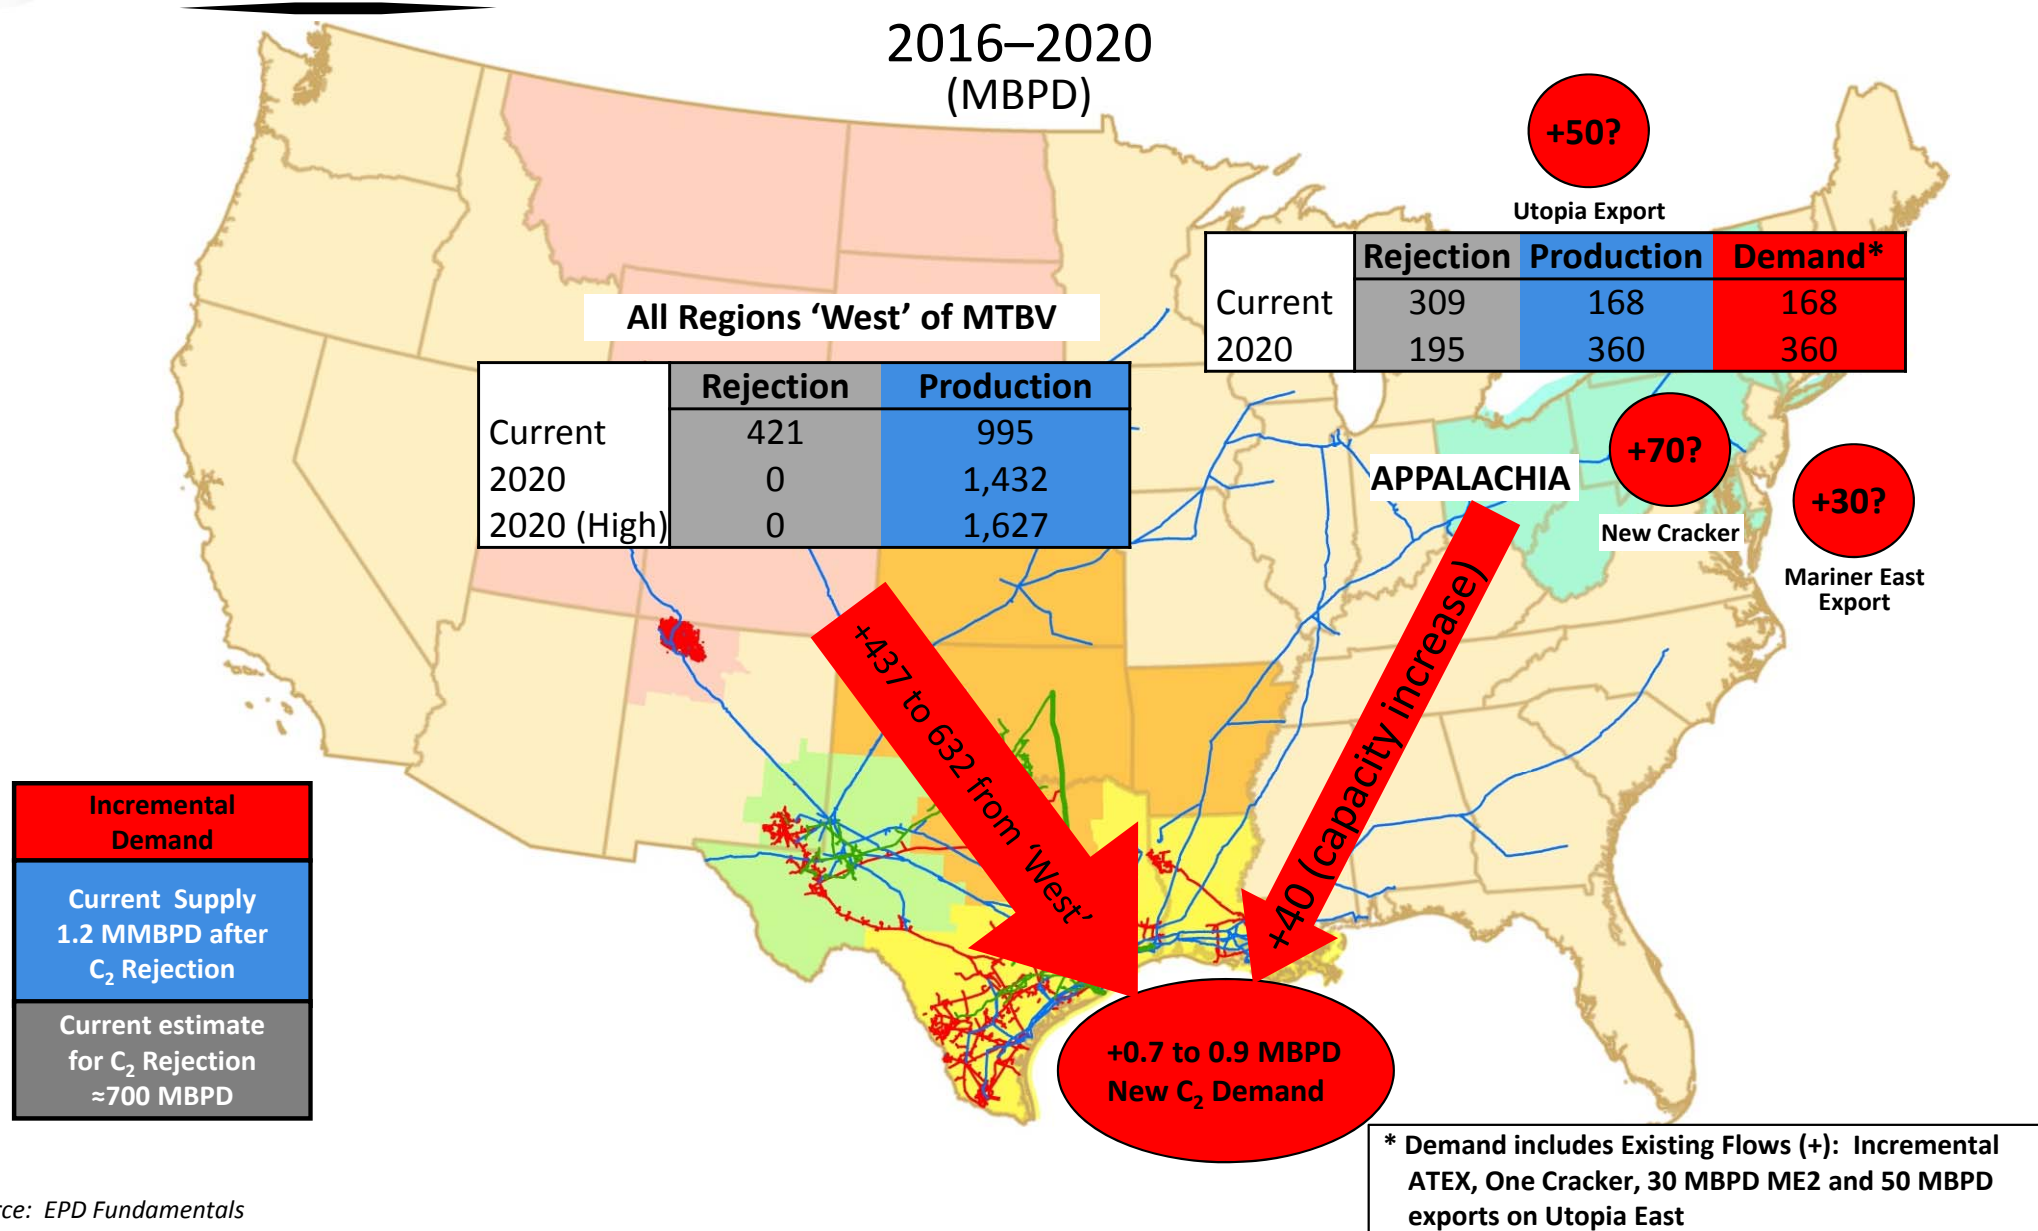 2016–2020
(MBPD)
+50?
Utopia Export
Rejection Production Demand*
Current 309 168 168
2020 195 360 360
All Regions ‘West’ of MTBV
Rejection Production
Current 421 995
2020 0 1,432
2020 (High) 0 1,627
APPALACHIA
+70?
New Cracker
+30?
Mariner East
Export
+437 to 632 from ‘West’
+40 (capacity increase)
Incremental
Demand
Current Supply
1.2 MMBPD after
C₂ Rejection
Current estimate
for C₂ Rejection
≈700 MBPD
+0.7 to 0.9 MBPD
New C₂ Demand
* Demand includes Existing Flows (+): Incremental
ATEX, One Cracker, 30 MBPD ME2 and 50 MBPD
exports on Utopia East
EPD Fundamentals